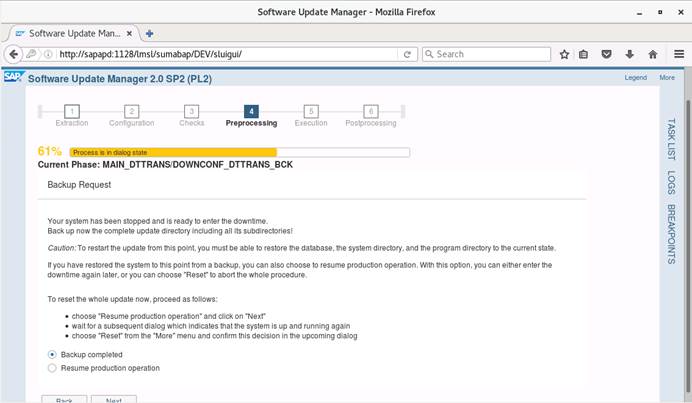 Software Update Manager - Mozilla Firefox
Software Update Manager ...
http://sapapd:1128/lmsl/sumabap/DEV/sluigui/
Search
SAP
Software Update Manager 2.0 SP2 (PL2)
Legend More
1 2 3 4 5 6
Extraction Configuration Checks Preprocessing Execution Postprocessing
61% Process is in dialog state
Current Phase: MAIN_DTTRANS/DOWNCONF_DTTRANS_BCK
Backup Request
Your system has been stopped and is ready to enter the downtime.
Back up now the complete update directory including all its subdirectories!
Caution: To restart the update from this point, you must be able to restore the database, the system directory, and the program directory to the current state.
If you have restored the system to this point from a backup, you can also choose to resume production operation. With this option, you can either enter the
downtime again later, or you can choose "Reset" to abort the whole procedure.
To reset the whole update now, proceed as follows:
• choose "Resume production operation" and click on "Next"
• wait for a subsequent dialog which indicates that the system is up and running again
• choose "Reset" from the "More" menu and confirm this decision in the upcoming dialog
Backup completed
Resume production operation
Back Next
TASK LIST
LOGS
BREAKPOINTS